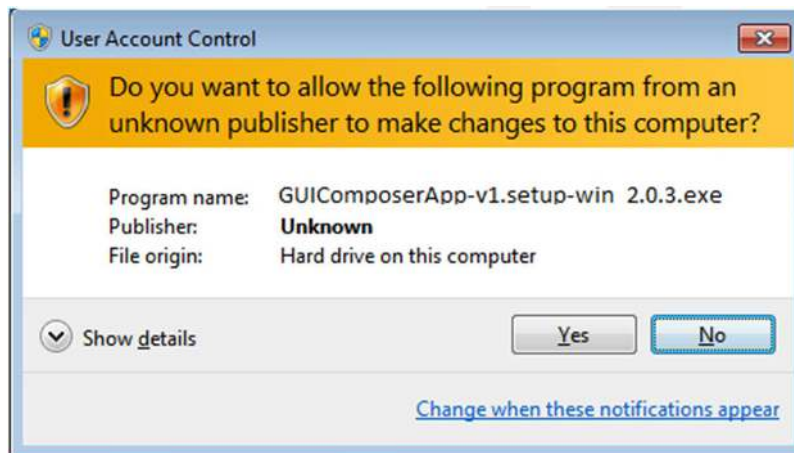 User Account Control
Do you want to allow the following program from an
unknown publisher to make changes to this computer?
Program name: GUIComposerApp-v1.setup-win 2.0.3.exe
Publisher: Unknown
File origin: Hard drive on this computer
Show details
Yes
No
Change when these notifications appear